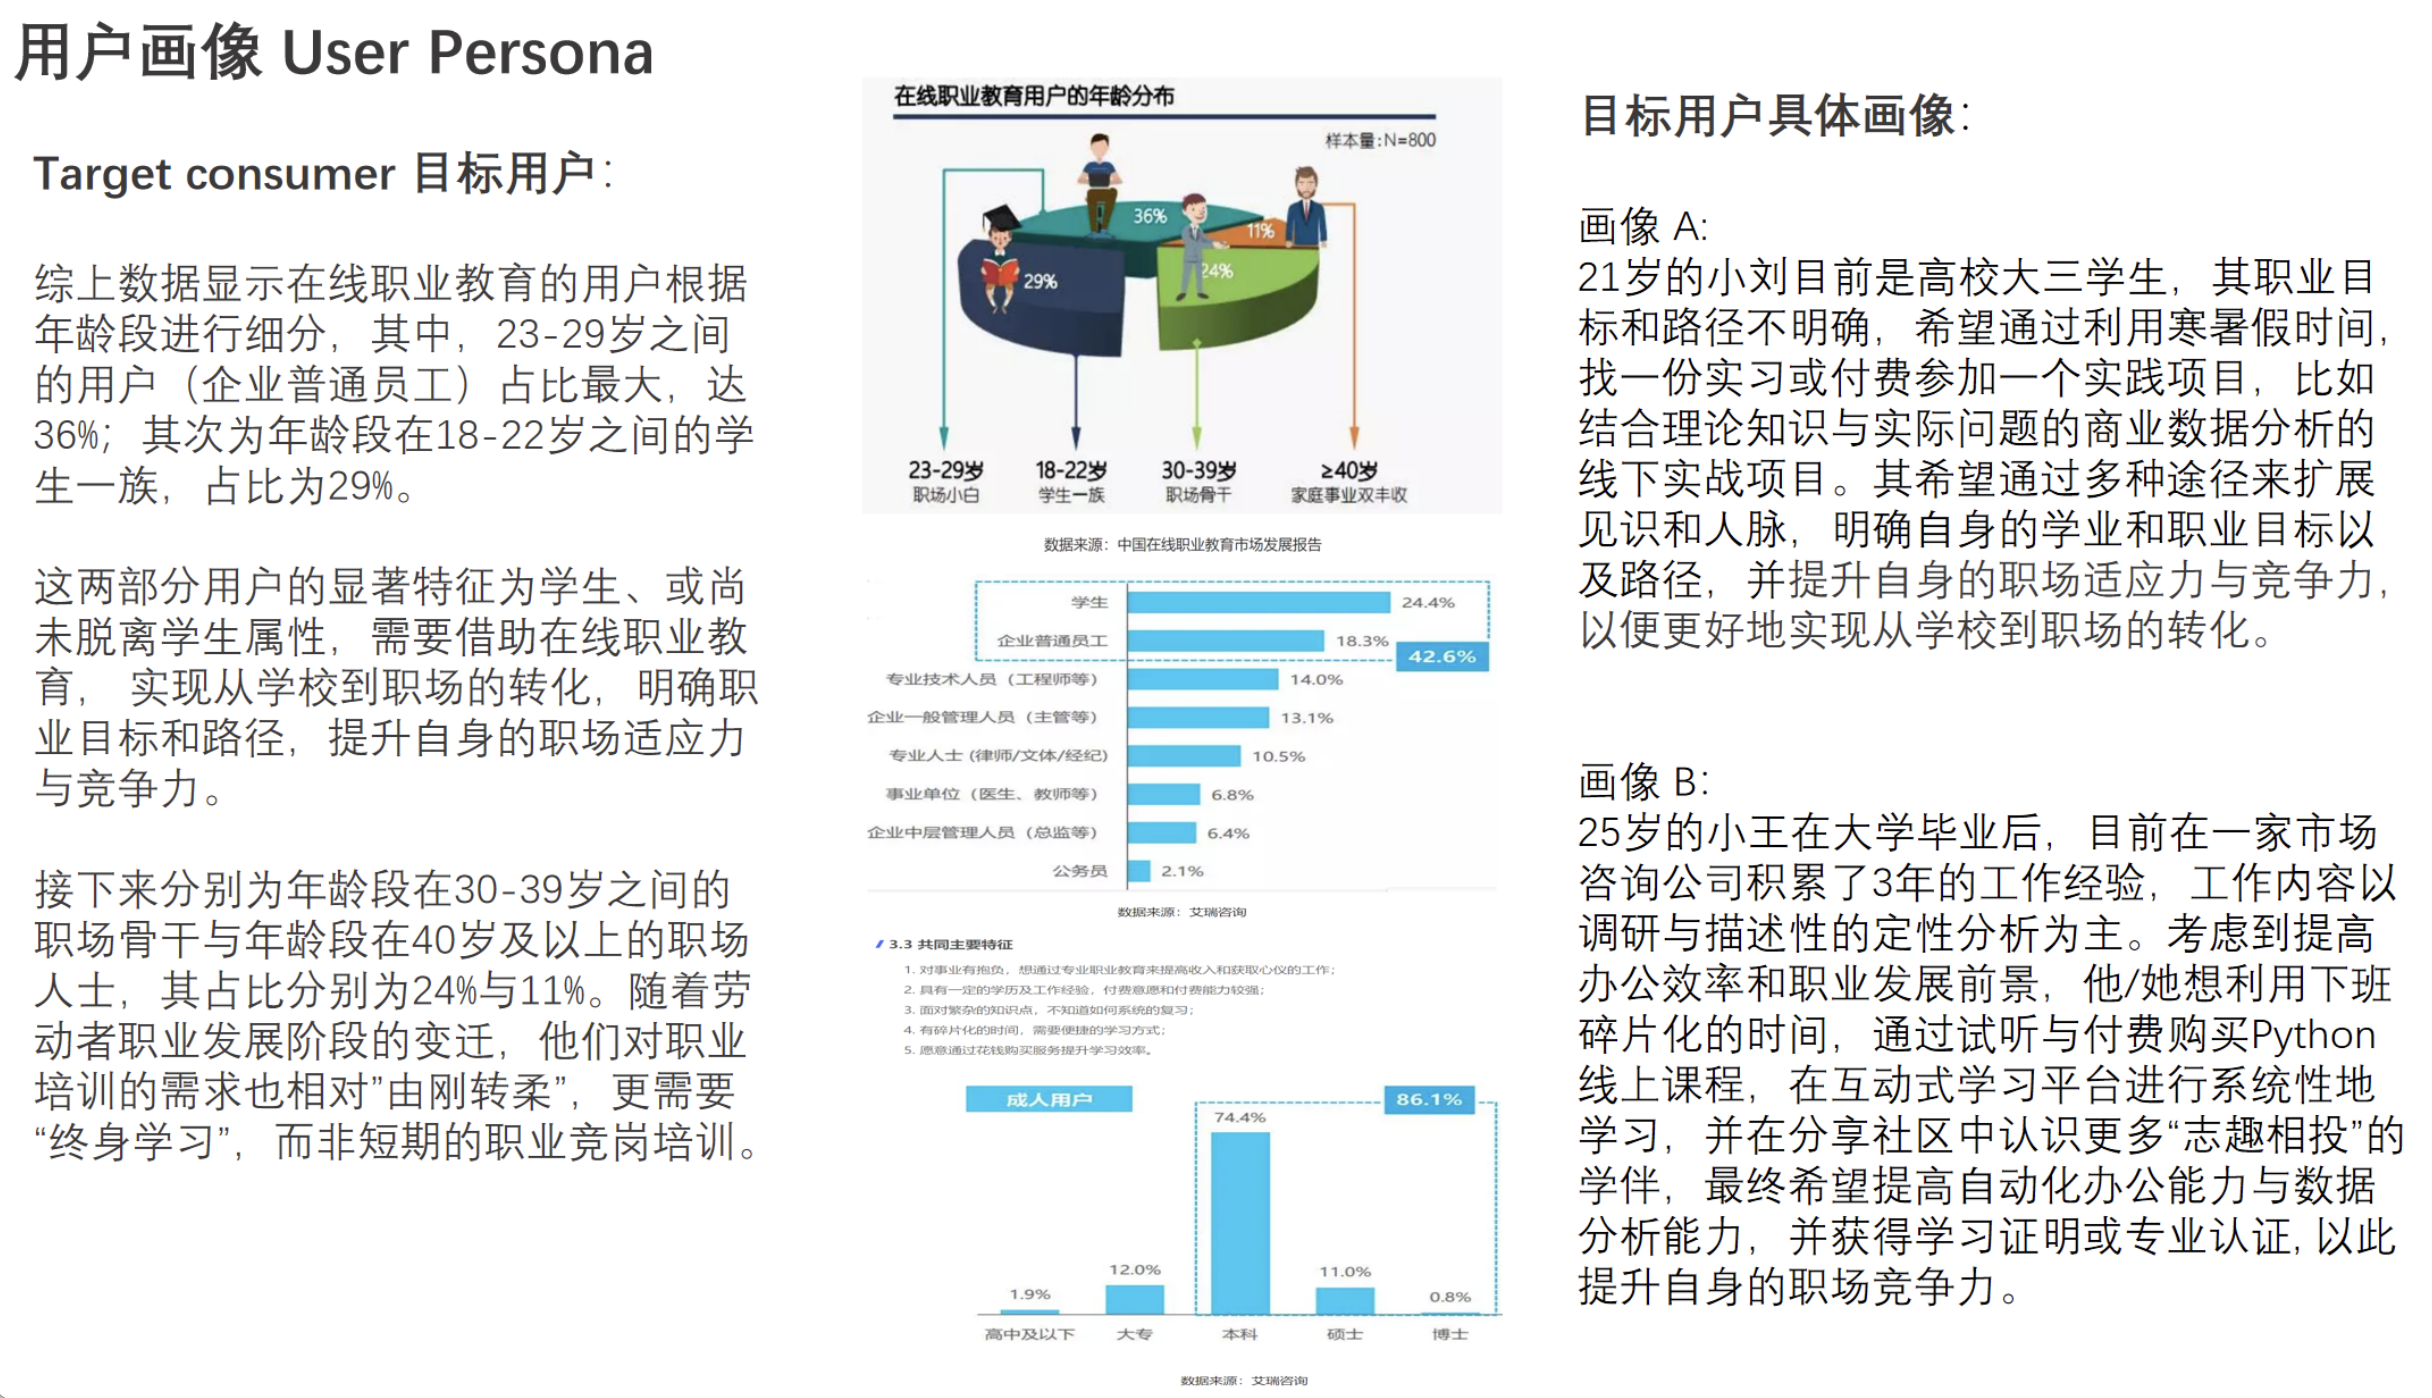 用户画像 User Persona
Target consumer 目标用户：
综上数据显示在线职业教育的用户根据
年龄段进行细分，其中，23-29岁之间
的用户（企业普通员工）占比最大，达
36%；其次为年龄段在18-22岁之间的学
生一族，占比为29%。
这两部分用户的显著特征为学生、或尚
未脱离学生属性，需要借助在线职业教
育， 实现从学校到职场的转化，明确职
业目标和路径，提升自身的职场适应力
与竞争力。
接下来分别为年龄段在30-39岁之间的
职场骨干与年龄段在40岁及以上的职场
人士，其占比分别为24%与11%。随着劳
动者职业发展阶段的变迁，他们对职业
培训的需求也相对”由刚转柔”，更需要
“终身学习”，而非短期的职业竞岗培训。
在线职业教育用户的年龄分布
样本量:N=800
36%
11%
29%
24%
23-29岁
职场小白
18-22岁
学生一族
30-39岁
职场骨干
≥40岁
家庭事业双丰收
数据来源：中国在线职业教育市场发展报告
学生 24.4%
企业普通员工 18.3%
42.6%
专业技术人员（工程师等） 14.0%
企业一般管理人员（主管等） 13.1%
专业人士 (律师/文体/经纪) 10.5%
事业单位（医生、教师等） 6.8%
企业中层管理人员（总监等） 6.4%
公务员 2.1%
数据来源：艾瑞咨询
3.3 共同主要特征
1. 对事业有抱负，想通过专业职业教育来提高收入和获取心仪的工作；
2. 具有一定的学历及工作经验，付费意愿和付费能力较强；
3. 面对繁杂的知识点，不知道如何系统的复习；
4. 有碎片化的时间，需要便捷的学习方式；
5. 愿意通过花钱购买服务提升学习效率。
成人用户
86.1%
74.4%
12.0%
11.0%
1.9%
0.8%
高中及以下 大专 本科 硕士 博士
数据来源：艾瑞咨询
目标用户具体画像：
画像 A:
21岁的小刘目前是高校大三学生，其职业目
标和路径不明确，希望通过利用寒暑假时间，
找一份实习或付费参加一个实践项目，比如
结合理论知识与实际问题的商业数据分析的
线下实战项目。其希望通过多种途径来扩展
见识和人脉，明确自身的学业和职业目标以
及路径，并提升自身的职场适应力与竞争力，
以便更好地实现从学校到职场的转化。
画像 B:
25岁的小王在大学毕业后，目前在一家市场
咨询公司积累了3年的工作经验，工作内容以
调研与描述性的定性分析为主。考虑到提高
办公效率和职业发展前景，他/她想利用下班
碎片化的时间，通过试听与付费购买Python
线上课程，在互动式学习平台进行系统性地
学习，并在分享社区中认识更多“志趣相投”的
学伴，最终希望提高自动化办公能力与数据
分析能力，并获得学习证明或专业认证, 以此
提升自身的职场竞争力。